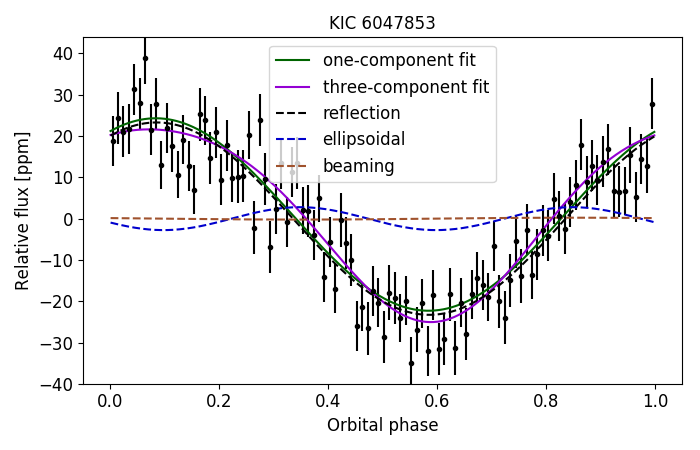 KIC 6047853
one-component fit
three-component fit
reflection
ellipsoidal
beaming
Relative flux [ppm]
40
30
20
10
0
−10
−20
−30
−40
0.0 0.2 0.4 0.6 0.8 1.0
Orbital phase